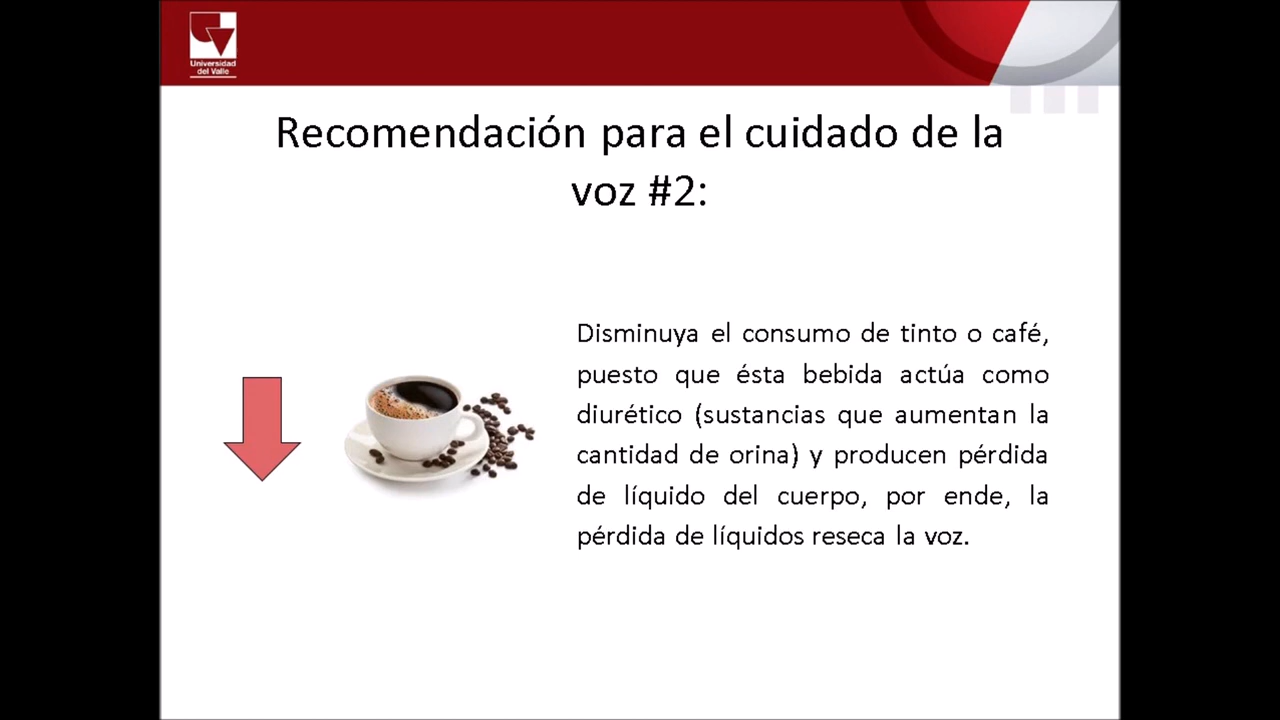 Universidad
del Valle
Recomendación para el cuidado de la
voz #2:
Disminuya el consumo de tinto o café,
puesto que ésta bebida actúa como
diurético (sustancias que aumentan la
cantidad de orina) y producen pérdida
de líquido del cuerpo, por ende, la
pérdida de líquidos reseca la voz.